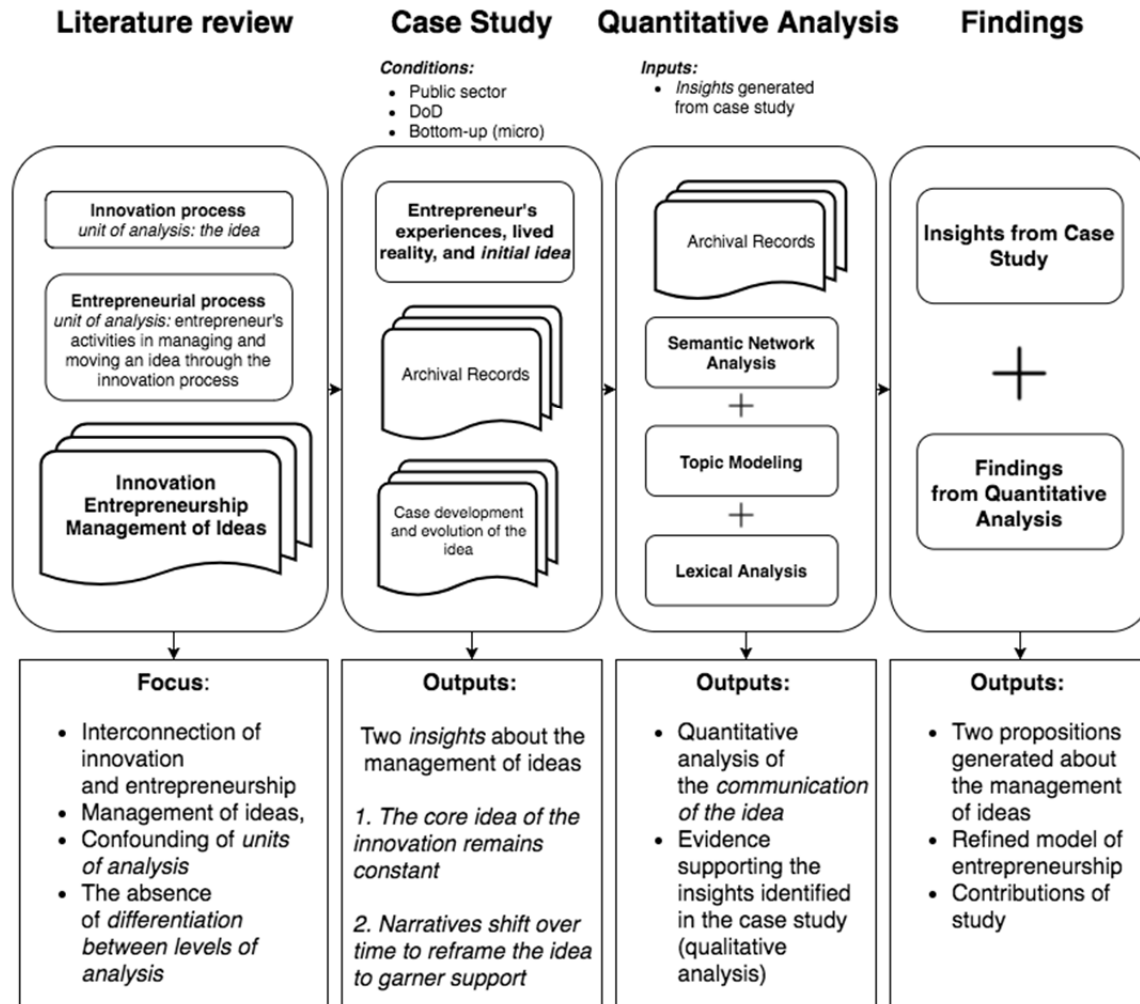 Literature review
Case Study
Quantitative Analysis
Findings
Conditions:
• Public sector
• DoD
• Bottom-up (micro)
Inputs:
• Insights generated
from case study
Innovation process
unit of analysis: the idea
Entrepreneurial process
unit of analysis: entrepreneur's
activities in managing and
moving an idea through the
innovation process
Innovation
Entrepreneurship
Management of Ideas
Entrepreneur's
experiences, lived
reality, and initial idea
Archival Records
Case development
and evolution of the
idea
Archival Records
Semantic Network
Analysis
+
Topic Modeling
+
Lexical Analysis
Insights from Case
Study
+
Findings
from Quantitative
Analysis
Focus:
• Interconnection of
innovation
and entrepreneurship
• Management of ideas,
• Confounding of units
of analysis
• The absence
of differentiation
between levels of
analysis
Outputs:
Two insights about the
management of ideas
1. The core idea of the
innovation remains
constant
2. Narratives shift over
time to reframe the idea
to garner support
Outputs:
• Quantitative
analysis of
the communication
of the idea
• Evidence
supporting the
insights identified
in the case study
(qualitative
analysis)
Outputs:
• Two propositions
generated about
the management
of ideas
• Refined model of
entrepreneurship
• Contributions of
study